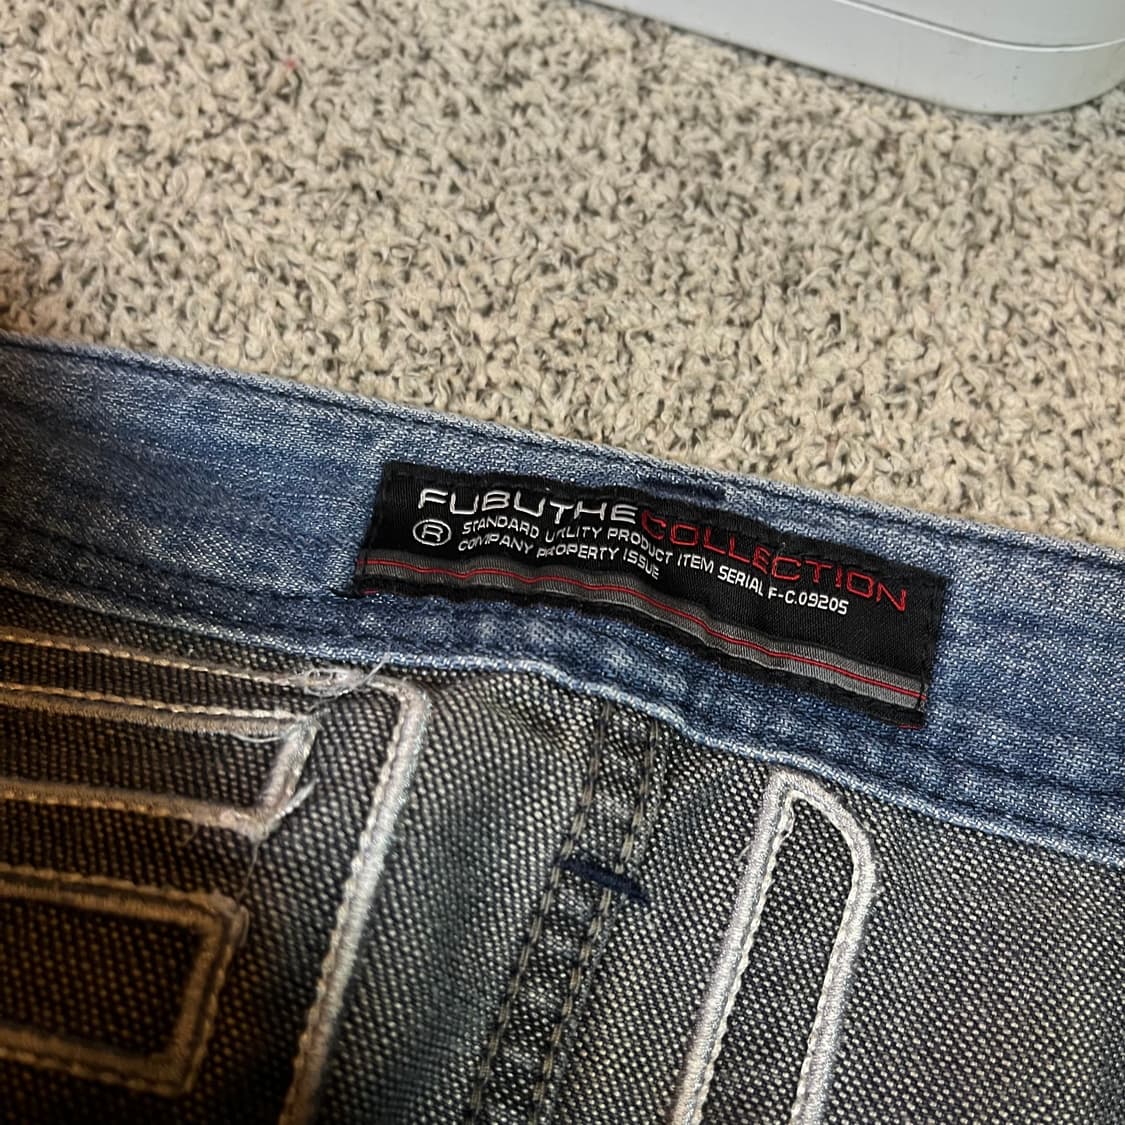 FUBUTHECOLLECTION
® STANDARD UTILITY PRODUCT ITEM SERIAL F-C.09205
COMPANY PROPERTY ISSUE